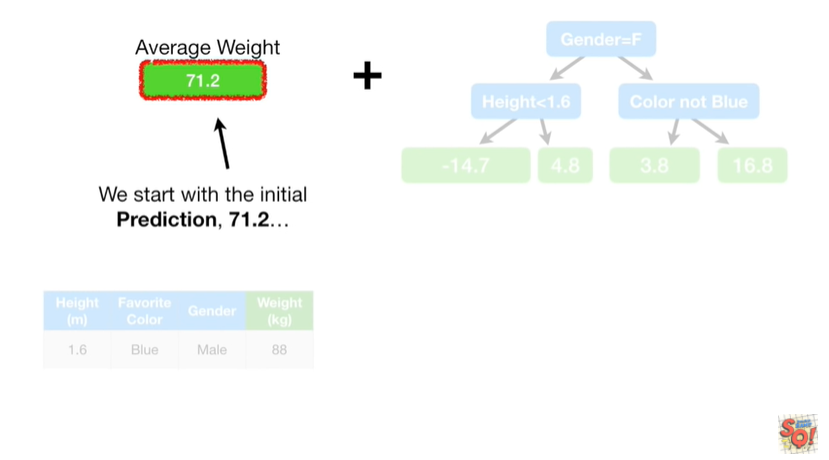 Average Weight
71.2
+
We start with the initial
Prediction, 71.2…
Gender=F
Height<1.6
Color not Blue
-14.7
4.8
3.8
16.8
Height
(m)
Favorite
Color
Gender
Weight
(kg)
1.6
Blue
Male
88
SQ!